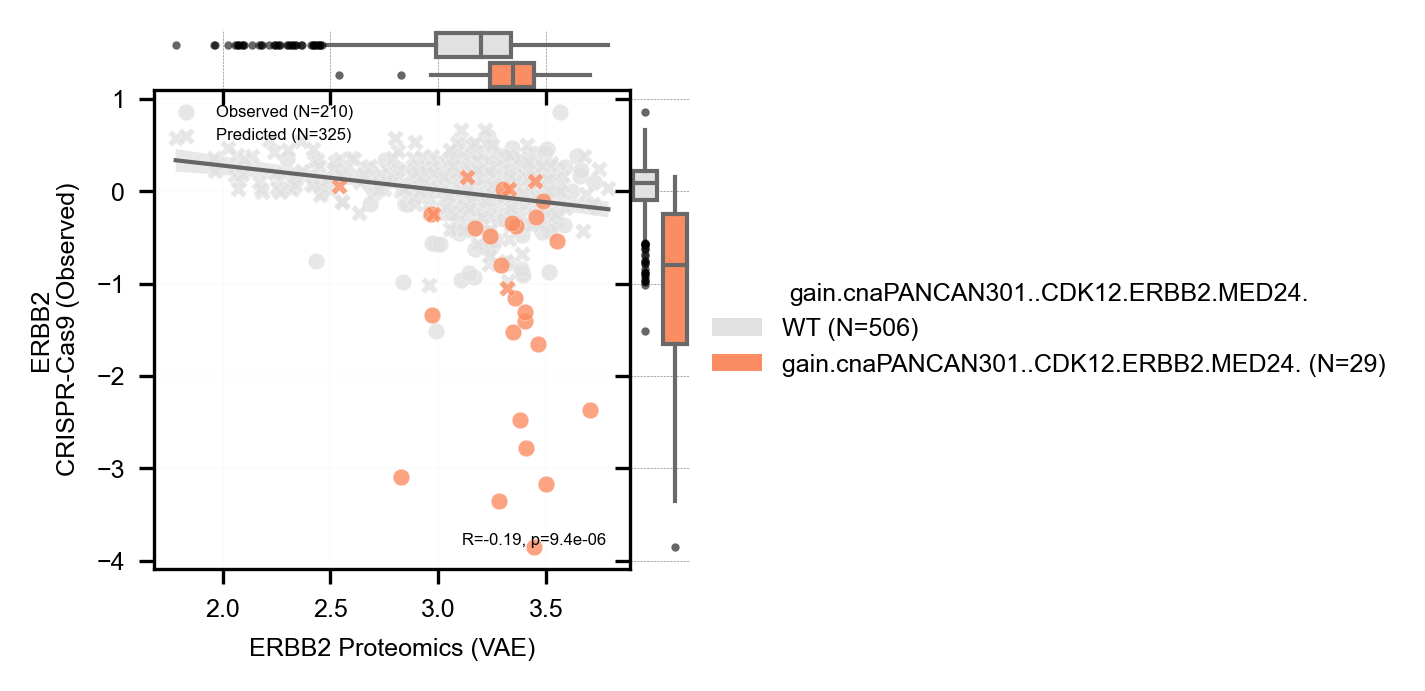 Observed (N=210)
Predicted (N=325)
1
0
−1
−2
−3
−4
ERBB2
CRISPR-Cas9 (Observed)
R=-0.19, p=9.4e-06
2.0 2.5 3.0 3.5
ERBB2 Proteomics (VAE)
gain.cnaPANCAN301..CDK12.ERBB2.MED24.
WT (N=506)
gain.cnaPANCAN301..CDK12.ERBB2.MED24. (N=29)